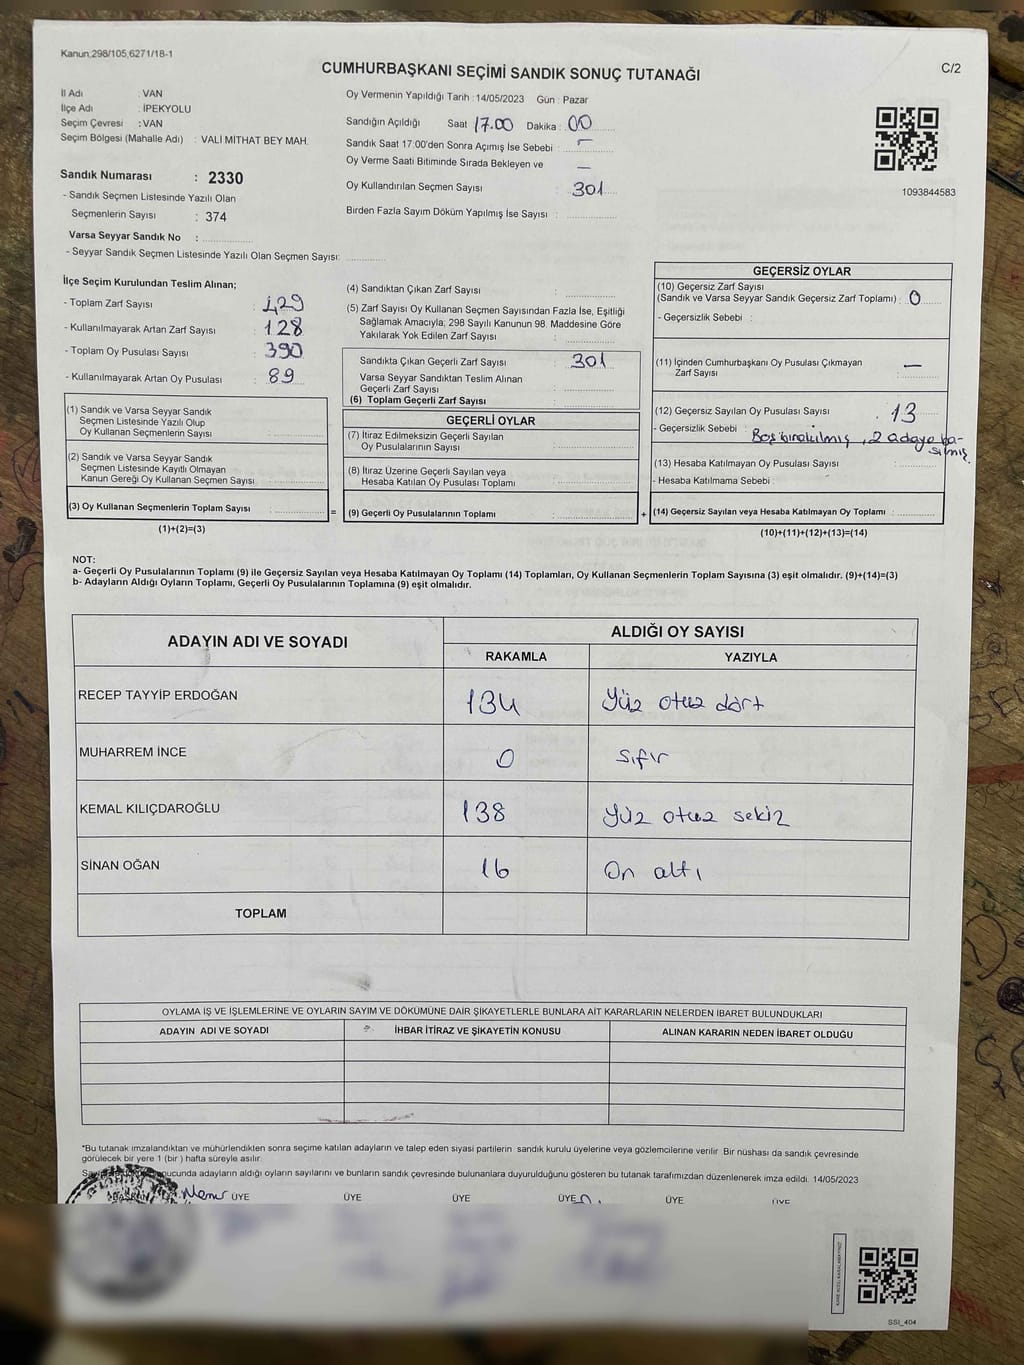 Kanun,298/105,6271/18-1
C/2
CUMHURBAŞKANI SEÇİMİ SANDIK SONUÇ TUTANAĞI
İl Adı : VAN
İlçe Adı : İPEKYOLU
Seçim Çevresi : VAN
Seçim Bölgesi (Mahalle Adı) : VALİ MİTHAT BEY MAH.
Sandık Numarası : 2330
- Sandık Seçmen Listesinde Yazılı Olan
Seçmenlerin Sayısı : 374
Varsa Seyyar Sandık No :
- Seyyar Sandık Seçmen Listesinde Yazılı Olan Seçmen Sayısı:
Oy Vermenin Yapıldığı Tarih : 14/05/2023 Gün : Pazar
Sandığın Açıldığı Saat 17.00 Dakika : 00
Sandık Saat 17:00'den Sonra Açımış İse Sebebi : -
Oy Verme Saati Bitiminde Sırada Bekleyen ve —
Oy Kullandırılan Seçmen Sayısı : 301
Birden Fazla Sayım Döküm Yapılmış İse Sayısı :
1093844583
İlçe Seçim Kurulundan Teslim Alınan;
- Toplam Zarf Sayısı : 429
- Kullanılmayarak Artan Zarf Sayısı : 128
- Toplam Oy Pusulası Sayısı : 390
- Kullanılmayarak Artan Oy Pusulası : 89
(1) Sandık ve Varsa Seyyar Sandık
Seçmen Listesinde Yazılı Olup
Oy Kullanan Seçmenlerin Sayısı :
(2) Sandık ve Varsa Seyyar Sandık
Seçmen Listesinde Kayıtlı Olmayan
Kanun Gereği Oy Kullanan Seçmen Sayısı :
(3) Oy Kullanan Seçmenlerin Toplam Sayısı :
(1)+(2)=(3)
=
(4) Sandıktan Çıkan Zarf Sayısı :
(5) Zarf Sayısı Oy Kullanan Seçmen Sayısından Fazla İse, Eşitliği
Sağlamak Amacıyla; 298 Sayılı Kanunun 98. Maddesine Göre
Yakılarak Yok Edilen Zarf Sayısı :
Sandıkta Çıkan Geçerli Zarf Sayısı : 301
Varsa Seyyar Sandıktan Teslim Alınan
Geçerli Zarf Sayısı :
(6) Toplam Geçerli Zarf Sayısı :
GEÇERLİ OYLAR
(7) İtiraz Edilmeksizin Geçerli Sayılan
Oy Pusulalarının Sayısı :
(8) İtiraz Üzerine Geçerli Sayılan veya
Hesaba Katılan Oy Pusulası Toplamı :
(9) Geçerli Oy Pusulalarının Toplamı :
+
GEÇERSİZ OYLAR
(10) Geçersiz Zarf Sayısı
(Sandık ve Varsa Seyyar Sandık Geçersiz Zarf Toplamı) : 0
- Geçersizlik Sebebi :
(11) İçinden Cumhurbaşkanı Oy Pusulası Çıkmayan —
Zarf Sayısı :
(12) Geçersiz Sayılan Oy Pusulası Sayısı : 13
- Geçersizlik Sebebi : Boş bırakılmış, 2 adaya ba-
sılmış.
(13) Hesaba Katılmayan Oy Pusulası Sayısı :
- Hesaba Katılmama Sebebi :
(14) Geçersiz Sayılan veya Hesaba Katılmayan Oy Toplamı :
(10)+(11)+(12)+(13)=(14)
NOT:
a- Geçerli Oy Pusulalarının Toplamı (9) ile Geçersiz Sayılan veya Hesaba Katılmayan Oy Toplamı (14) Toplamları, Oy Kullanan Seçmenlerin Toplam Sayısına (3) eşit olmalıdır. (9)+(14)=(3)
b- Adayların Aldığı Oyların Toplamı, Geçerli Oy Pusulalarının Toplamına (9) eşit olmalıdır.
ADAYIN ADI VE SOYADI ALDIĞI OY SAYISI
RAKAMLA YAZIYLA
RECEP TAYYİP ERDOĞAN 134 Yüz otuz dört
MUHARREM İNCE 0 Sıfır
KEMAL KILIÇDAROĞLU 138 Yüz otuz sekiz
SİNAN OĞAN 16 On altı
TOPLAM
OYLAMA İŞ VE İŞLEMLERİNE VE OYLARIN SAYIM VE DÖKÜMÜNE DAİR ŞİKAYETLERLE BUNLARA AİT KARARLARIN NELERDEN İBARET BULUNDUKLARI
ADAYIN ADI VE SOYADI İHBAR İTİRAZ VE ŞİKAYETİN KONUSU ALINAN KARARIN NEDEN İBARET OLDUĞU
*Bu tutanak imzalandıktan ve mühürlendikten sonra seçime katılan adayların ve talep eden siyasi partilerin sandık kurulu üyelerine veya gözlemcilerine verilir. Bir nüshası da sandık çevresinde
görülecek bir yere 1 (bir) hafta süreyle asılır.
ucunda adayların aldığı oyların sayılarını ve bunların sandık çevresinde bulunanlara duyurulduğunu gösteren bu tutanak tarafımızdan düzenlenerek imza edildi. 14/05/2023
BAŞKAN ÜYE ÜYE ÜYE ÜYE ÜYE ÜYE
SSİ_404